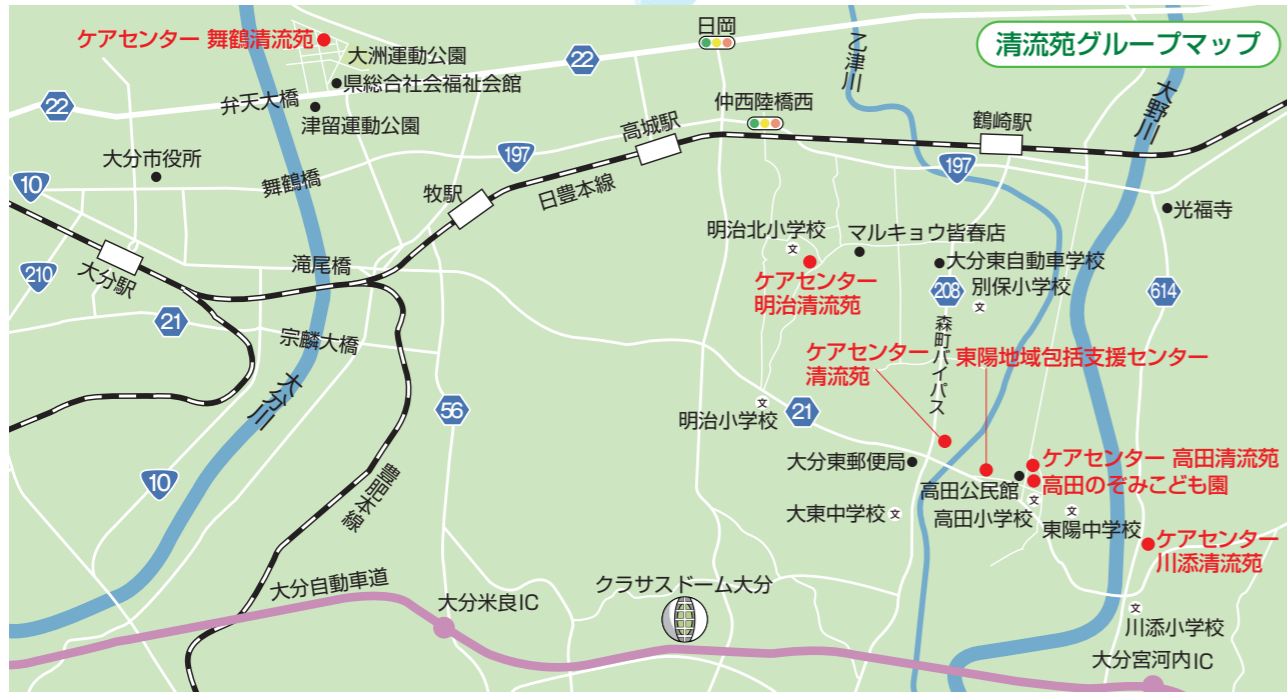 清流苑グループマップ
ケアセンター 舞鶴清流苑
大洲運動公園
県総合社会福祉会館
弁天大橋
津留運動公園
22
22
日岡
乙津川
大野川
仲西陸橋西
鶴崎駅
高城駅
197
197
大分市役所
舞鶴橋
10
牧駅
日豊本線
光福寺
明治北小学校
文
マルキョウ皆春店
大分東自動車学校
ケアセンター
明治清流苑
208
別保小学校
文
614
210
大分駅
滝尾橋
21
宗麟大橋
大分川
56
森町バイパス
ケアセンター
清流苑
東陽地域包括支援センター
明治小学校
文
21
大分東郵便局
高田公民館
ケアセンター 高田清流苑
高田のぞみこども園
高田小学校
文
東陽中学校
文
大東中学校
文
ケアセンター
川添清流苑
10
豊肥本線
大分自動車道
大分米良IC
クラサスドーム大分
文
川添小学校
大分宮河内IC